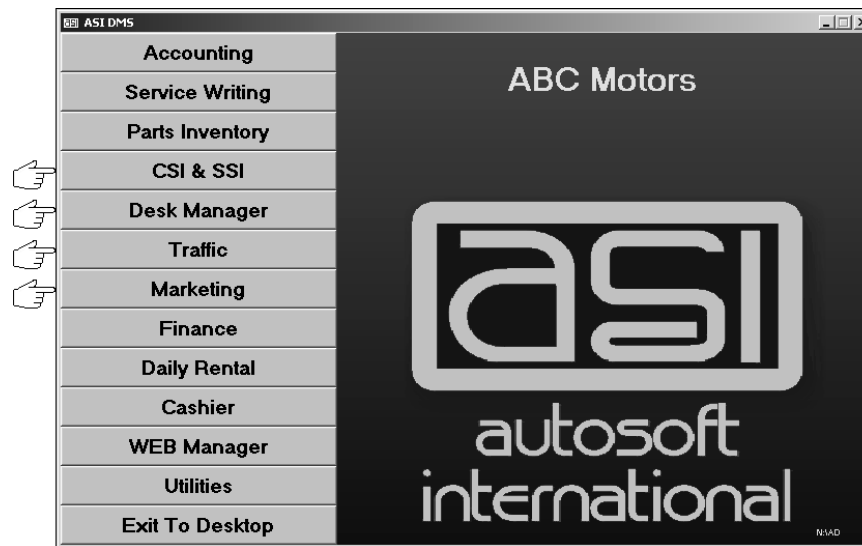 ASI DMS
Accounting
Service Writing
Parts Inventory
CSI & SSI
Desk Manager
Traffic
Marketing
Finance
Daily Rental
Cashier
WEB Manager
Utilities
Exit To Desktop
ABC Motors
asi
autosoft
international
N:\AD